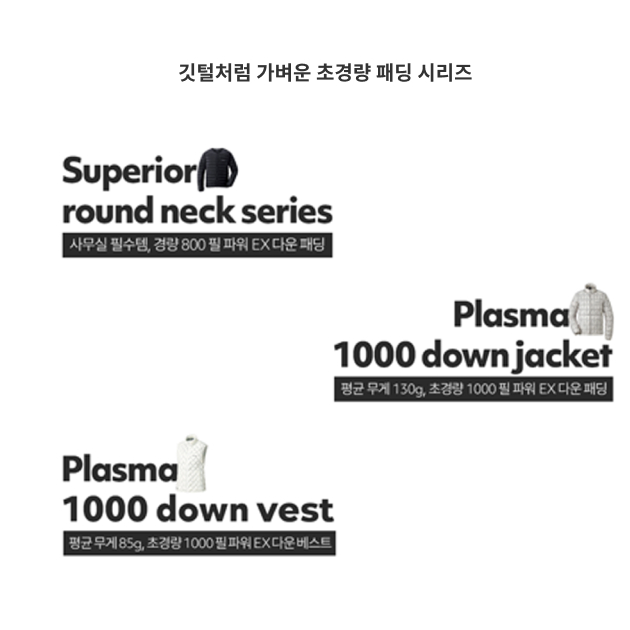 깃털처럼 가벼운 초경량 패딩 시리즈
Superior
round neck series
사무실 필수템, 경량 800 필 파워 EX 다운 패딩
Plasma
1000 down jacket
평균 무게 130g, 초경량 1000 필 파워 EX 다운 패딩
Plasma
1000 down vest
평균 무게 85g, 초경량 1000 필 파워 EX 다운 베스트